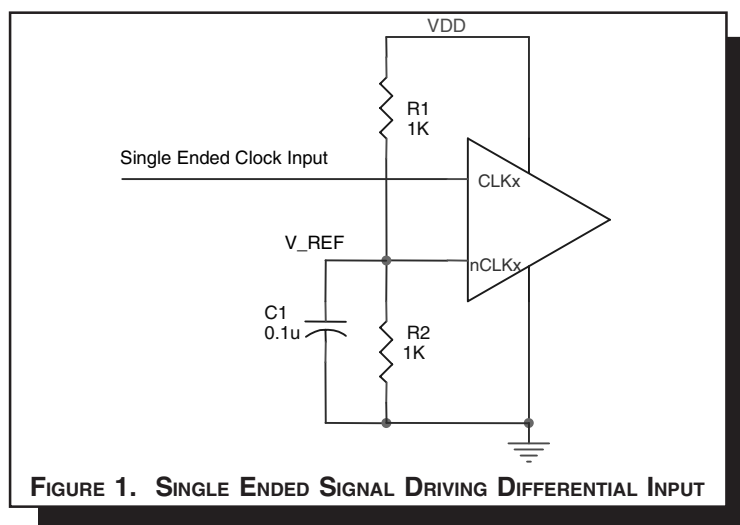 VDD
R1
1K
Single Ended Clock Input
CLKx
V_REF
nCLKx
C1
0.1u
R2
1K
FIGURE 1. SINGLE ENDED SIGNAL DRIVING DIFFERENTIAL INPUT